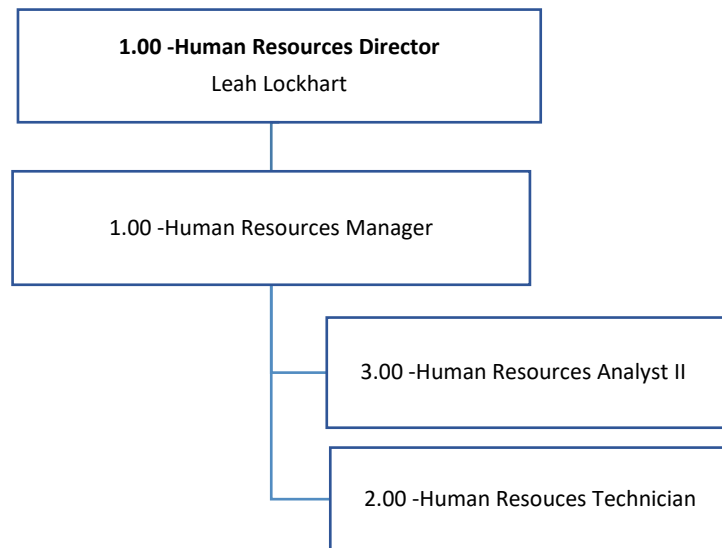 1.00 -Human Resources Director
Leah Lockhart
1.00 -Human Resources Manager
3.00 -Human Resources Analyst II
2.00 -Human Resouces Technician